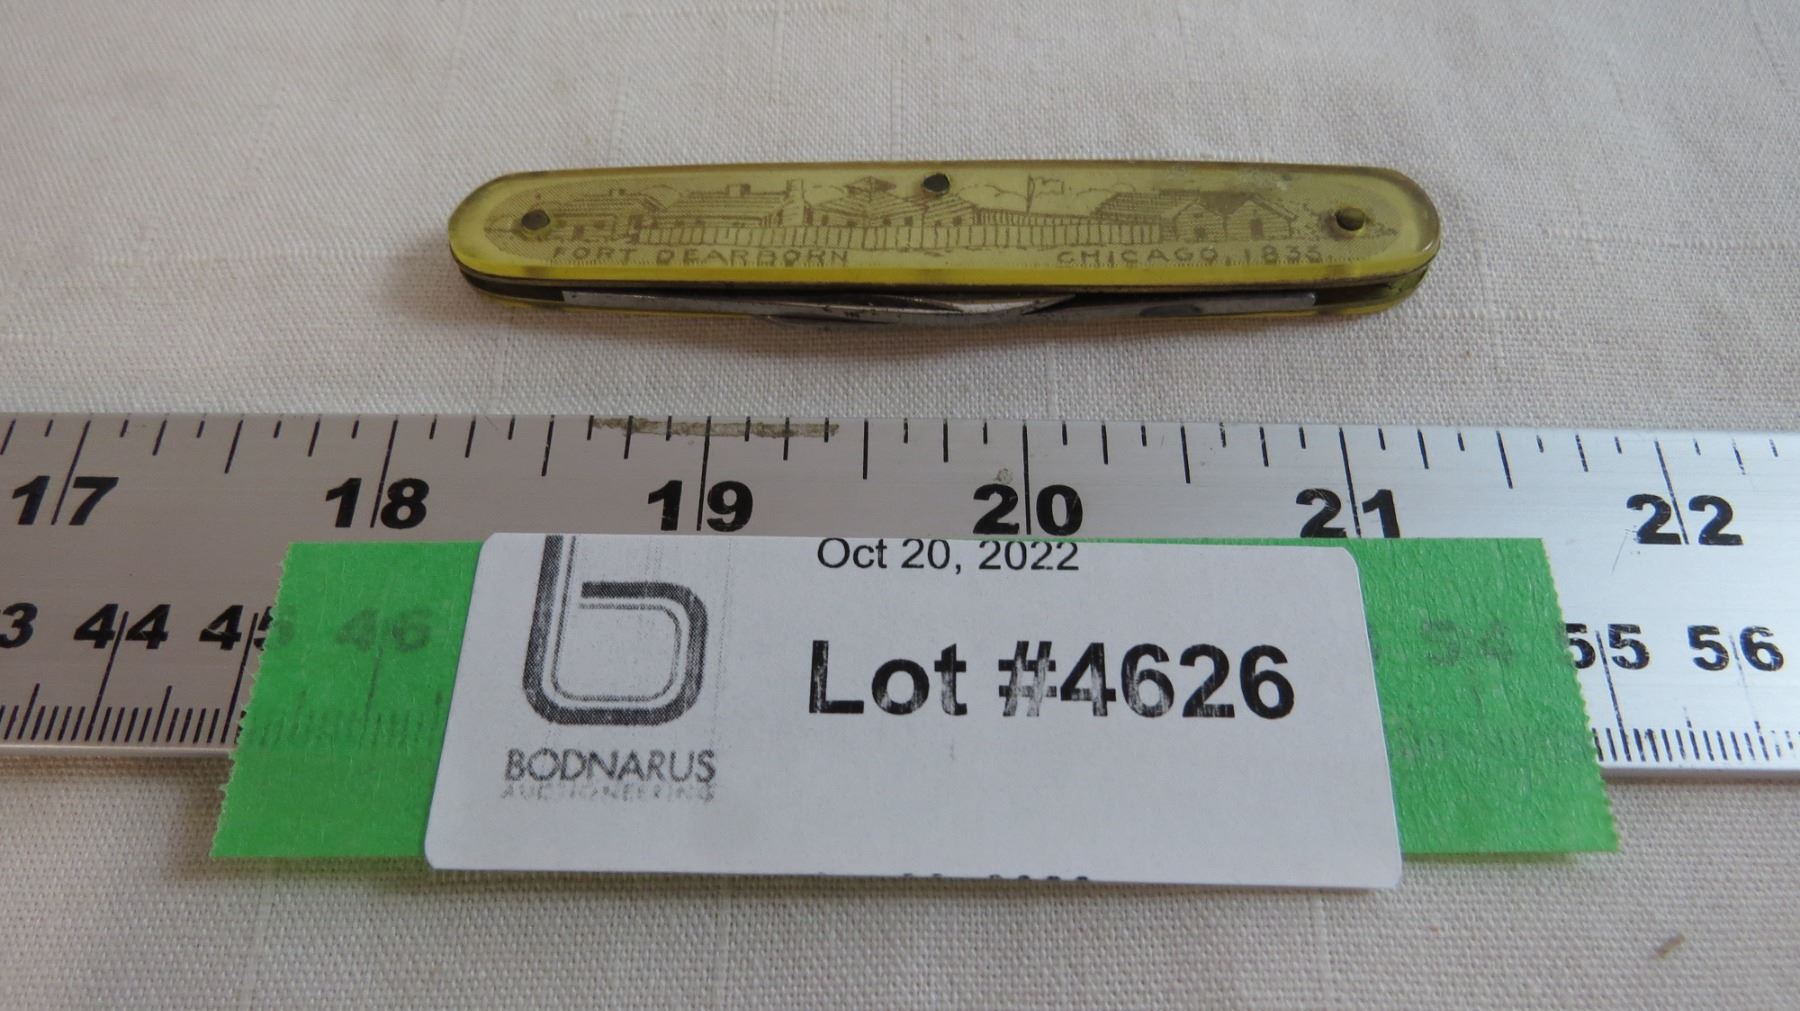 FORT DEARBORN CHICAGO, 1833
17 18 19 20 21 22
3 44 45 46 54 55 56
Oct 20, 2022
Lot #4626
BODNARUS
AUCTIONEERING